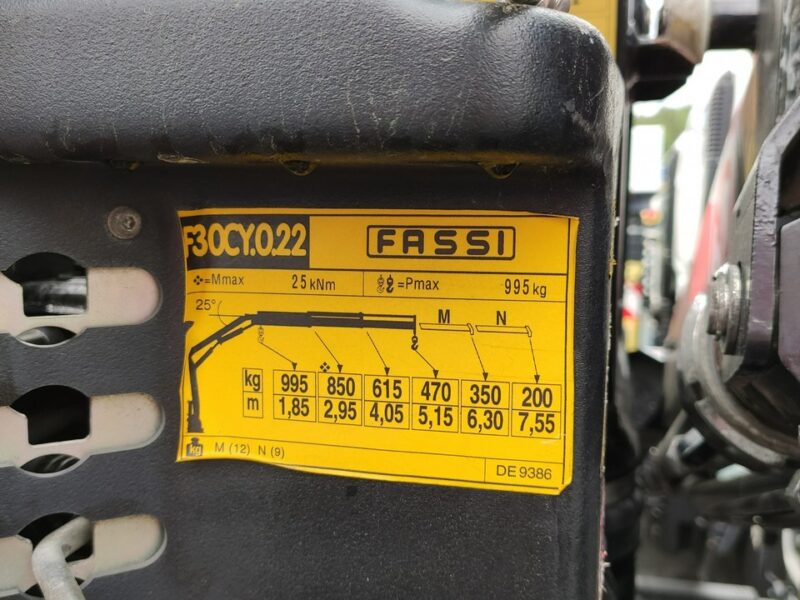 F30CY.0.22 FASSI
=Mmax 25 kNm =Pmax 995 kg
25° M N
kg 995 850 615 470 350 200
m 1,85 2,95 4,05 5,15 6,30 7,55
kg M (12) N (9)
DE 9386